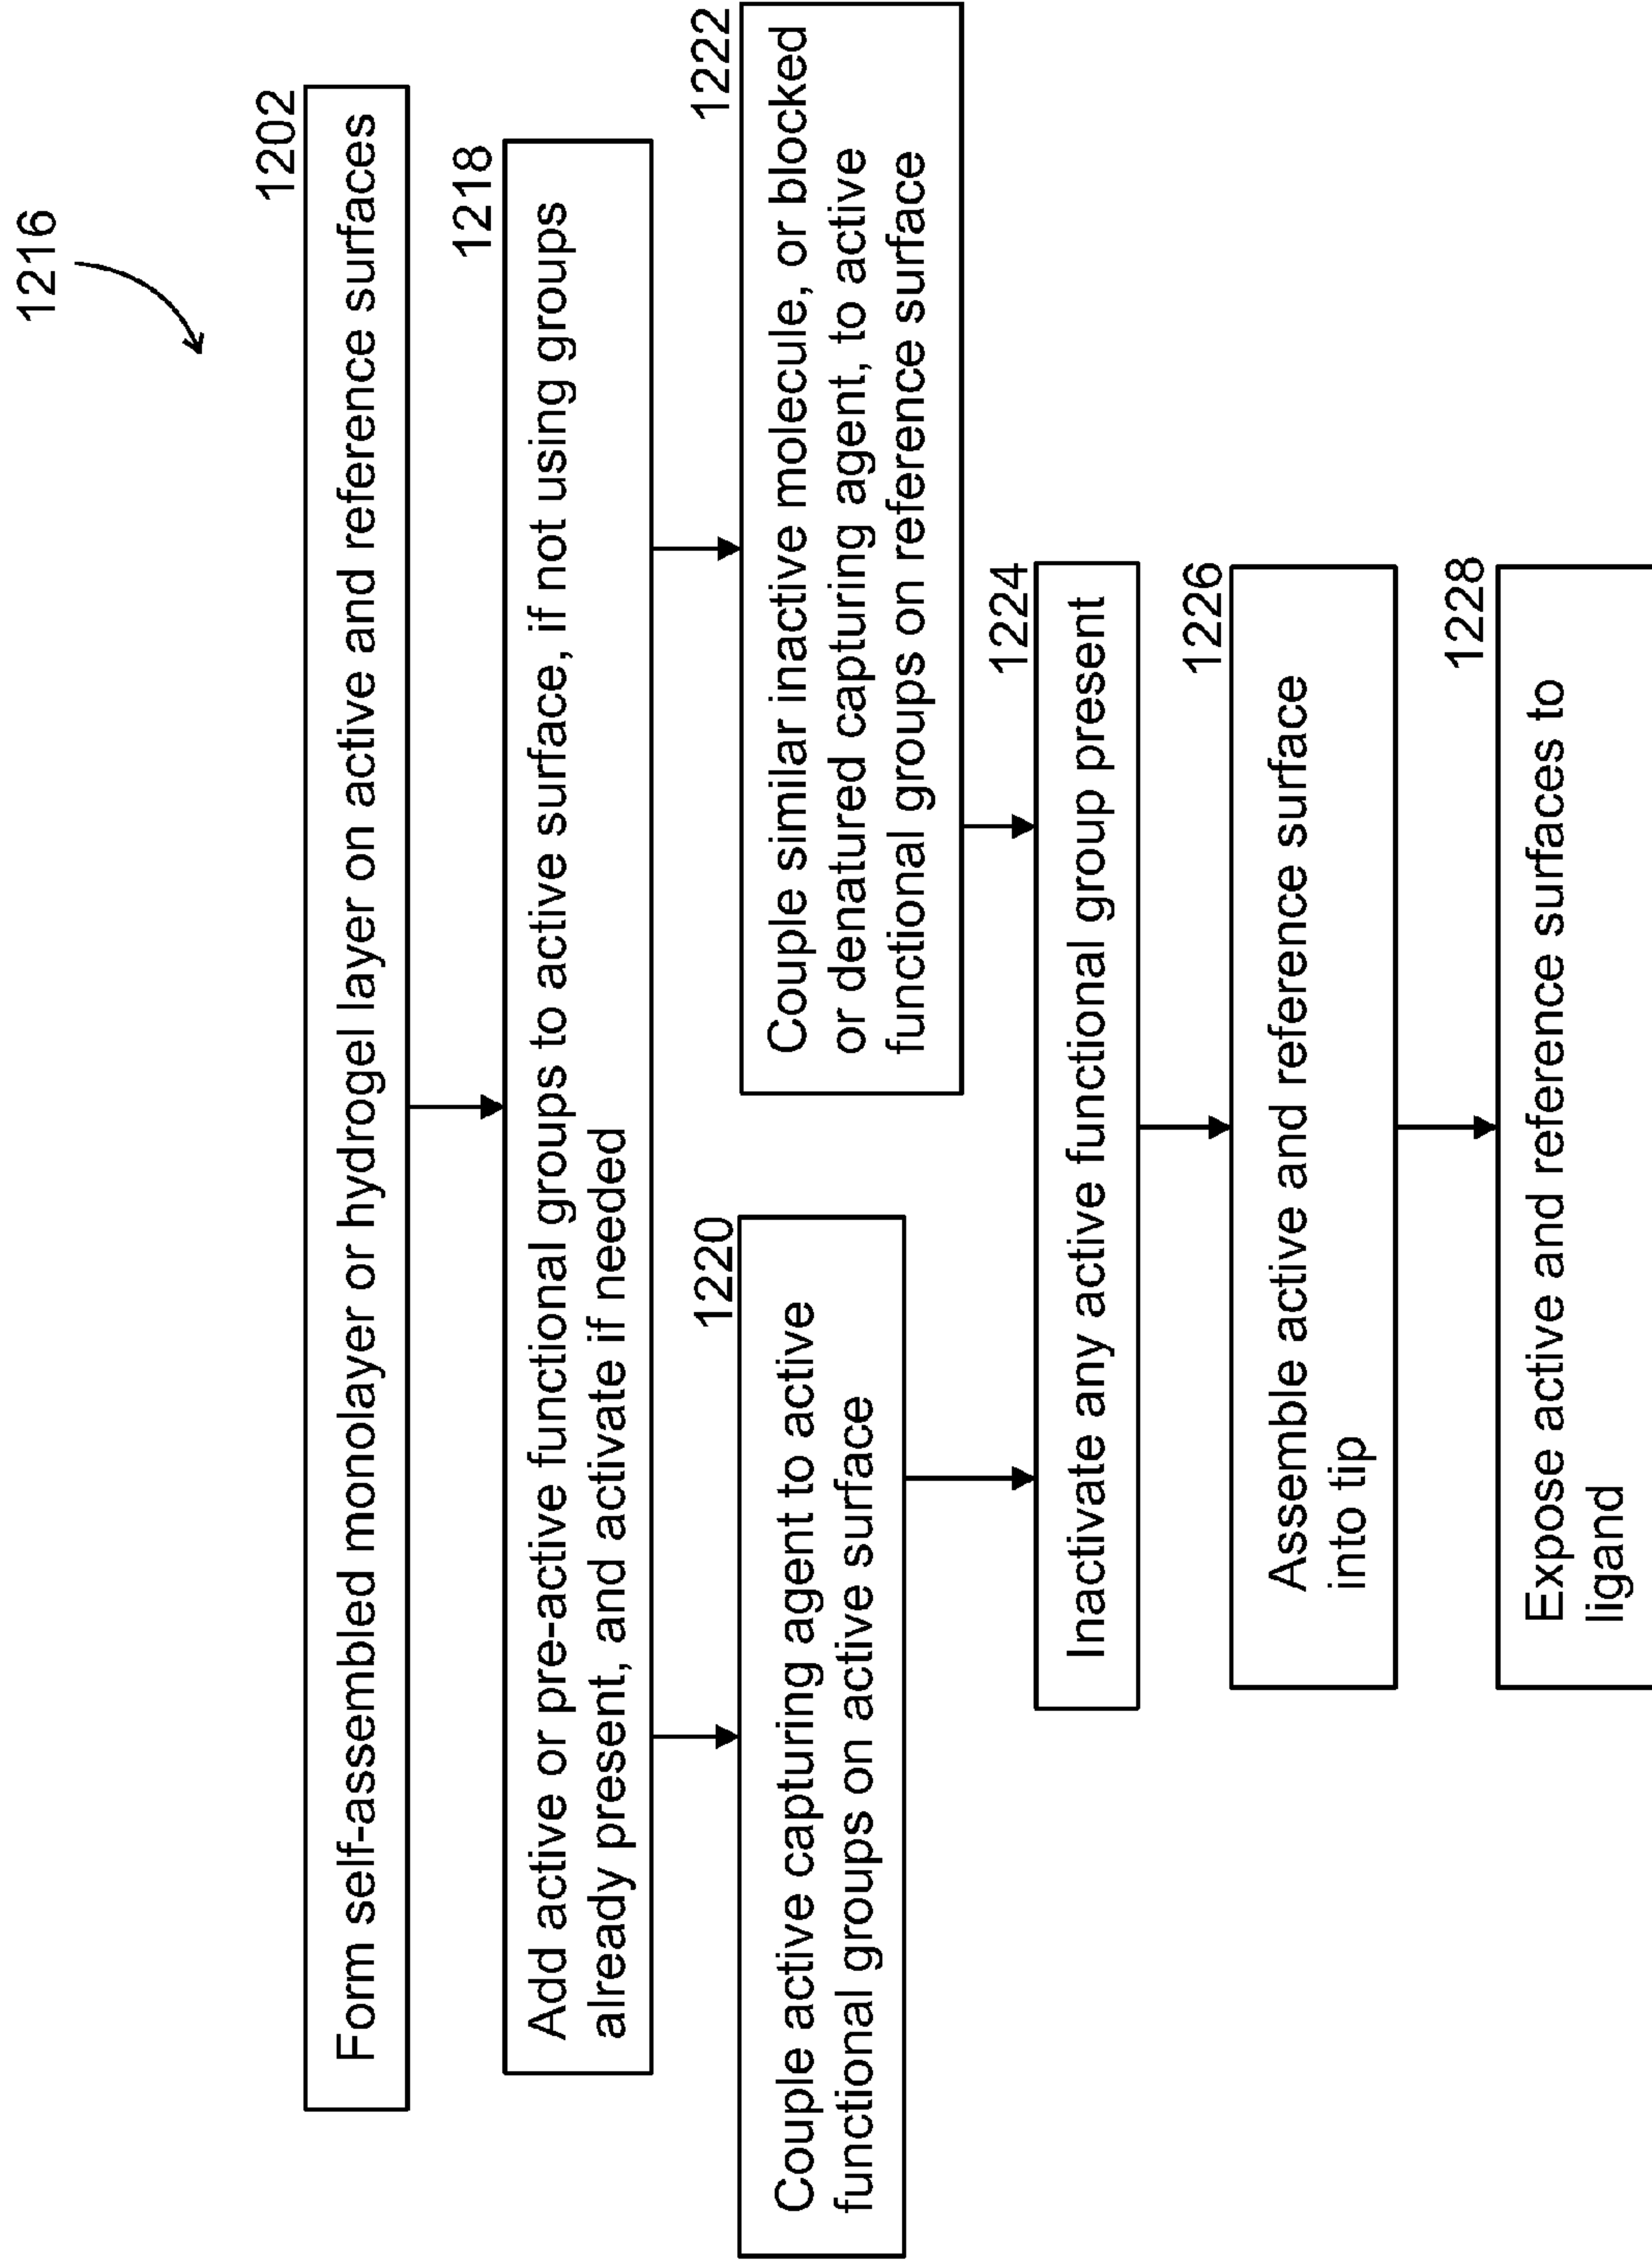 1216
1202
Form self-assembled monolayer or hydrogel layer on active and reference surfaces
1218
Add active or pre-active functional groups to active surface, if not using groups
already present, and activate if needed
1220
Couple active capturing agent to active
functional groups on active surface
1222
Couple similar inactive molecule, or blocked
or denatured capturing agent, to active
functional groups on reference surface
1224
Inactivate any active functional group present
1226
Assemble active and reference surface
into tip
1228
Expose active and reference surfaces to
ligand